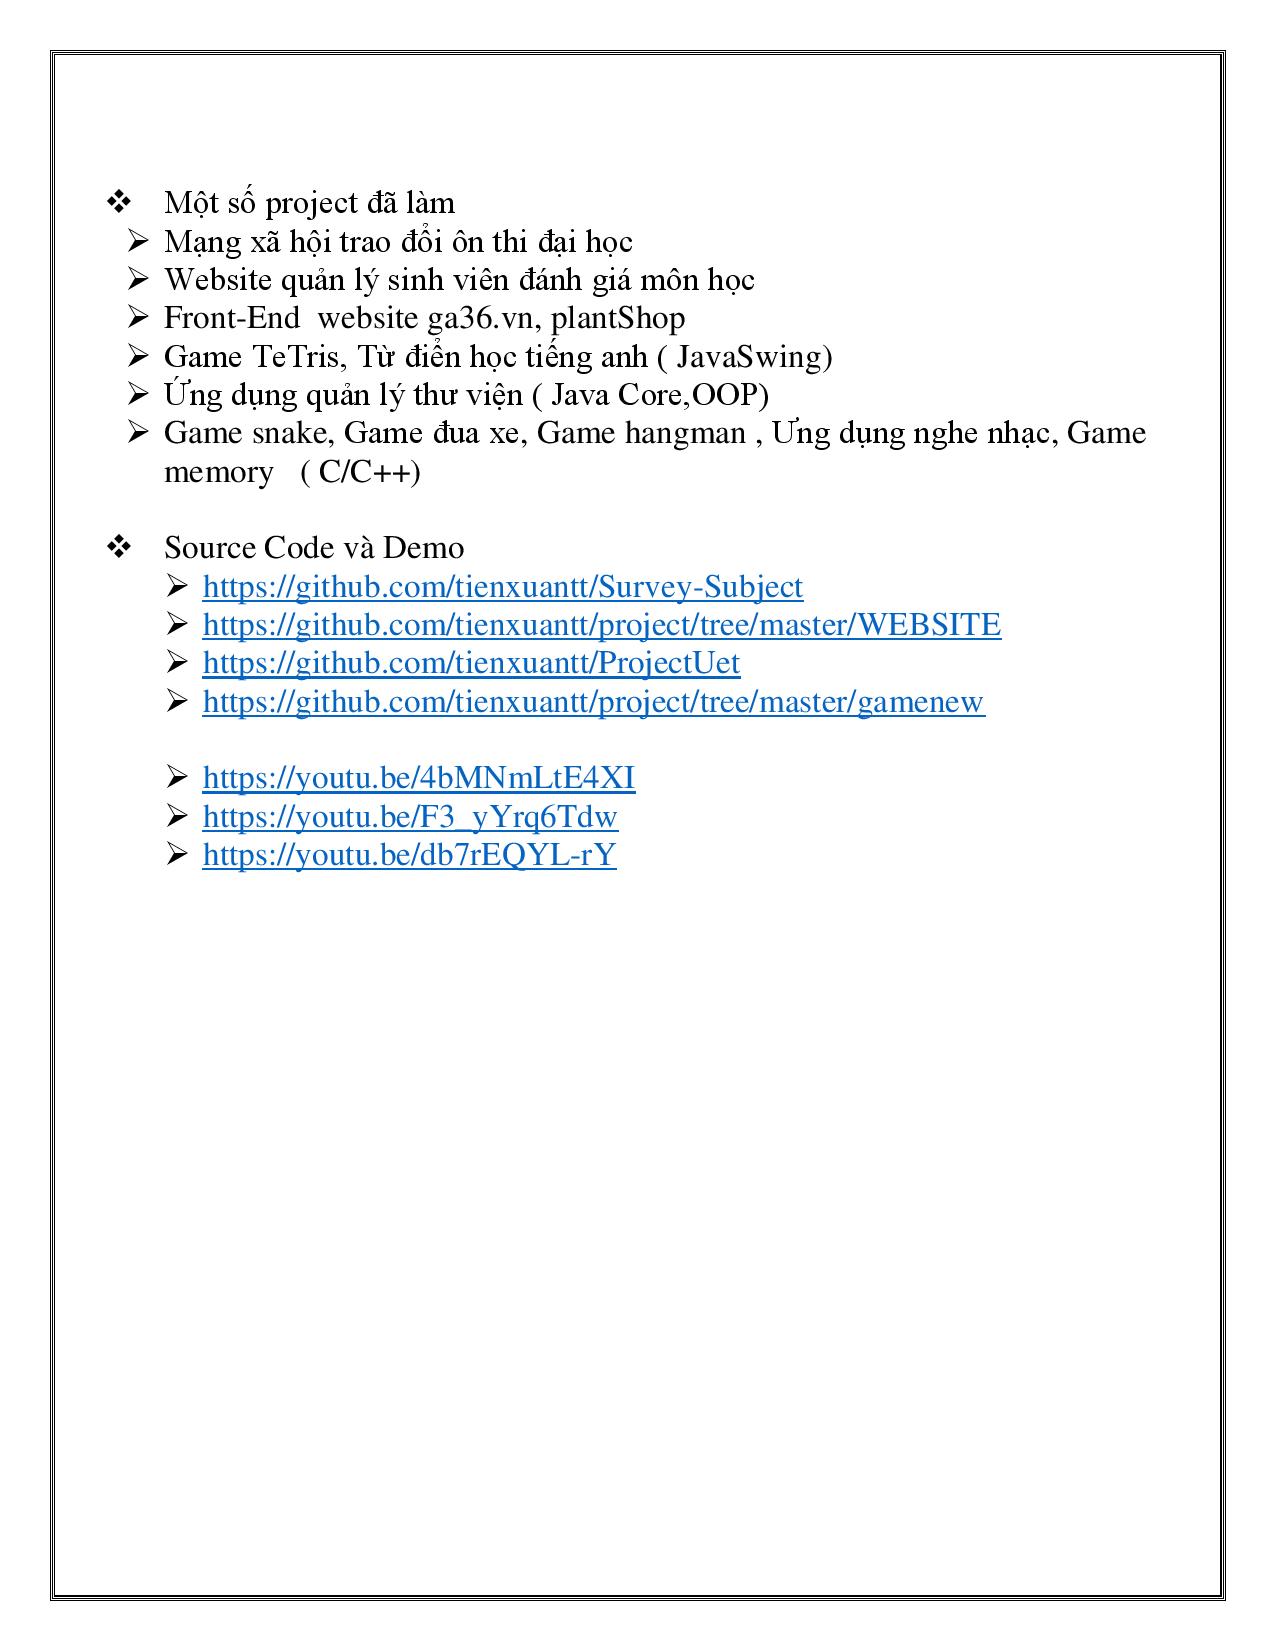 ❖ Một số project đã làm
➢ Mạng xã hội trao đổi ôn thi đại học
➢ Website quản lý sinh viên đánh giá môn học
➢ Front-End  website ga36.vn, plantShop
➢ Game TeTris, Từ điển học tiếng anh ( JavaSwing)
➢ Ứng dụng quản lý thư viện ( Java Core,OOP)
➢ Game snake, Game đua xe, Game hangman , Ưng dụng nghe nhạc, Game
memory   ( C/C++)
❖ Source Code và Demo
➢ https://github.com/tienxuantt/Survey-Subject
➢ https://github.com/tienxuantt/project/tree/master/WEBSITE
➢ https://github.com/tienxuantt/ProjectUet
➢ https://github.com/tienxuantt/project/tree/master/gamenew
➢ https://youtu.be/4bMNmLtE4XI
➢ https://youtu.be/F3_yYrq6Tdw
➢ https://youtu.be/db7rEQYL-rY